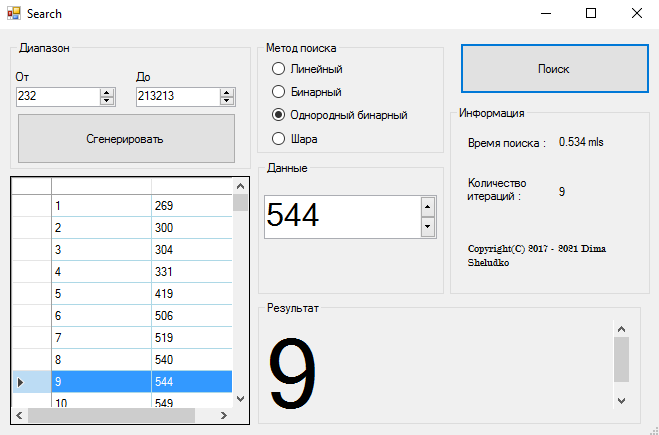 Search
Диапазон
От
До
232
213213
Сгенерировать
1 269
2 300
3 304
4 331
5 419
6 506
7 519
8 540
9 544
10 549
Метод поиска
Линейный
Бинарный
Однородный бинарный
Шара
Данные
544
Поиск
Информация
Время поиска : 0.534 mls
Количество
итераций : 9
Copyright(C) 2017 - 2021 Dima
Sheludko
Результат
9